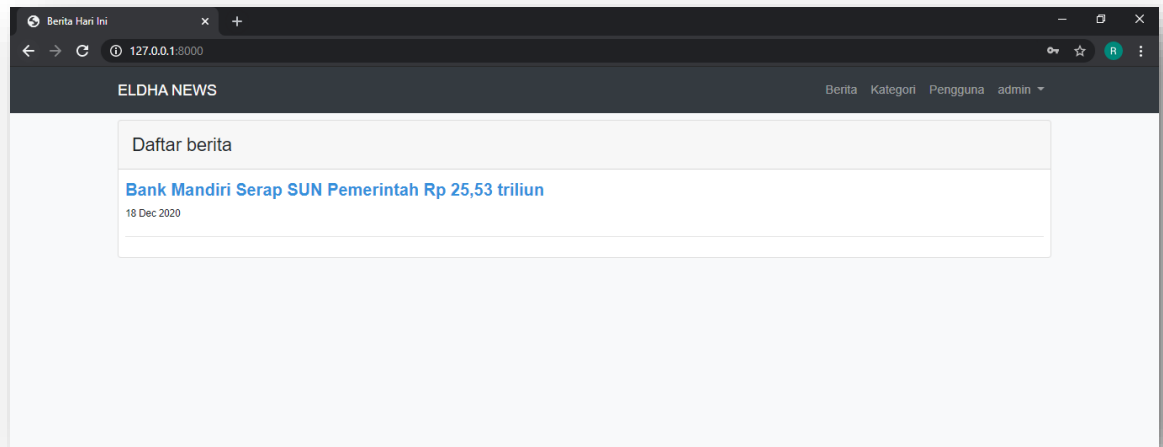 Berita Hari Ini
127.0.0.1:8000
R
ELDHA NEWS
Berita Kategori Pengguna admin
Daftar berita
Bank Mandiri Serap SUN Pemerintah Rp 25,53 triliun
18 Dec 2020